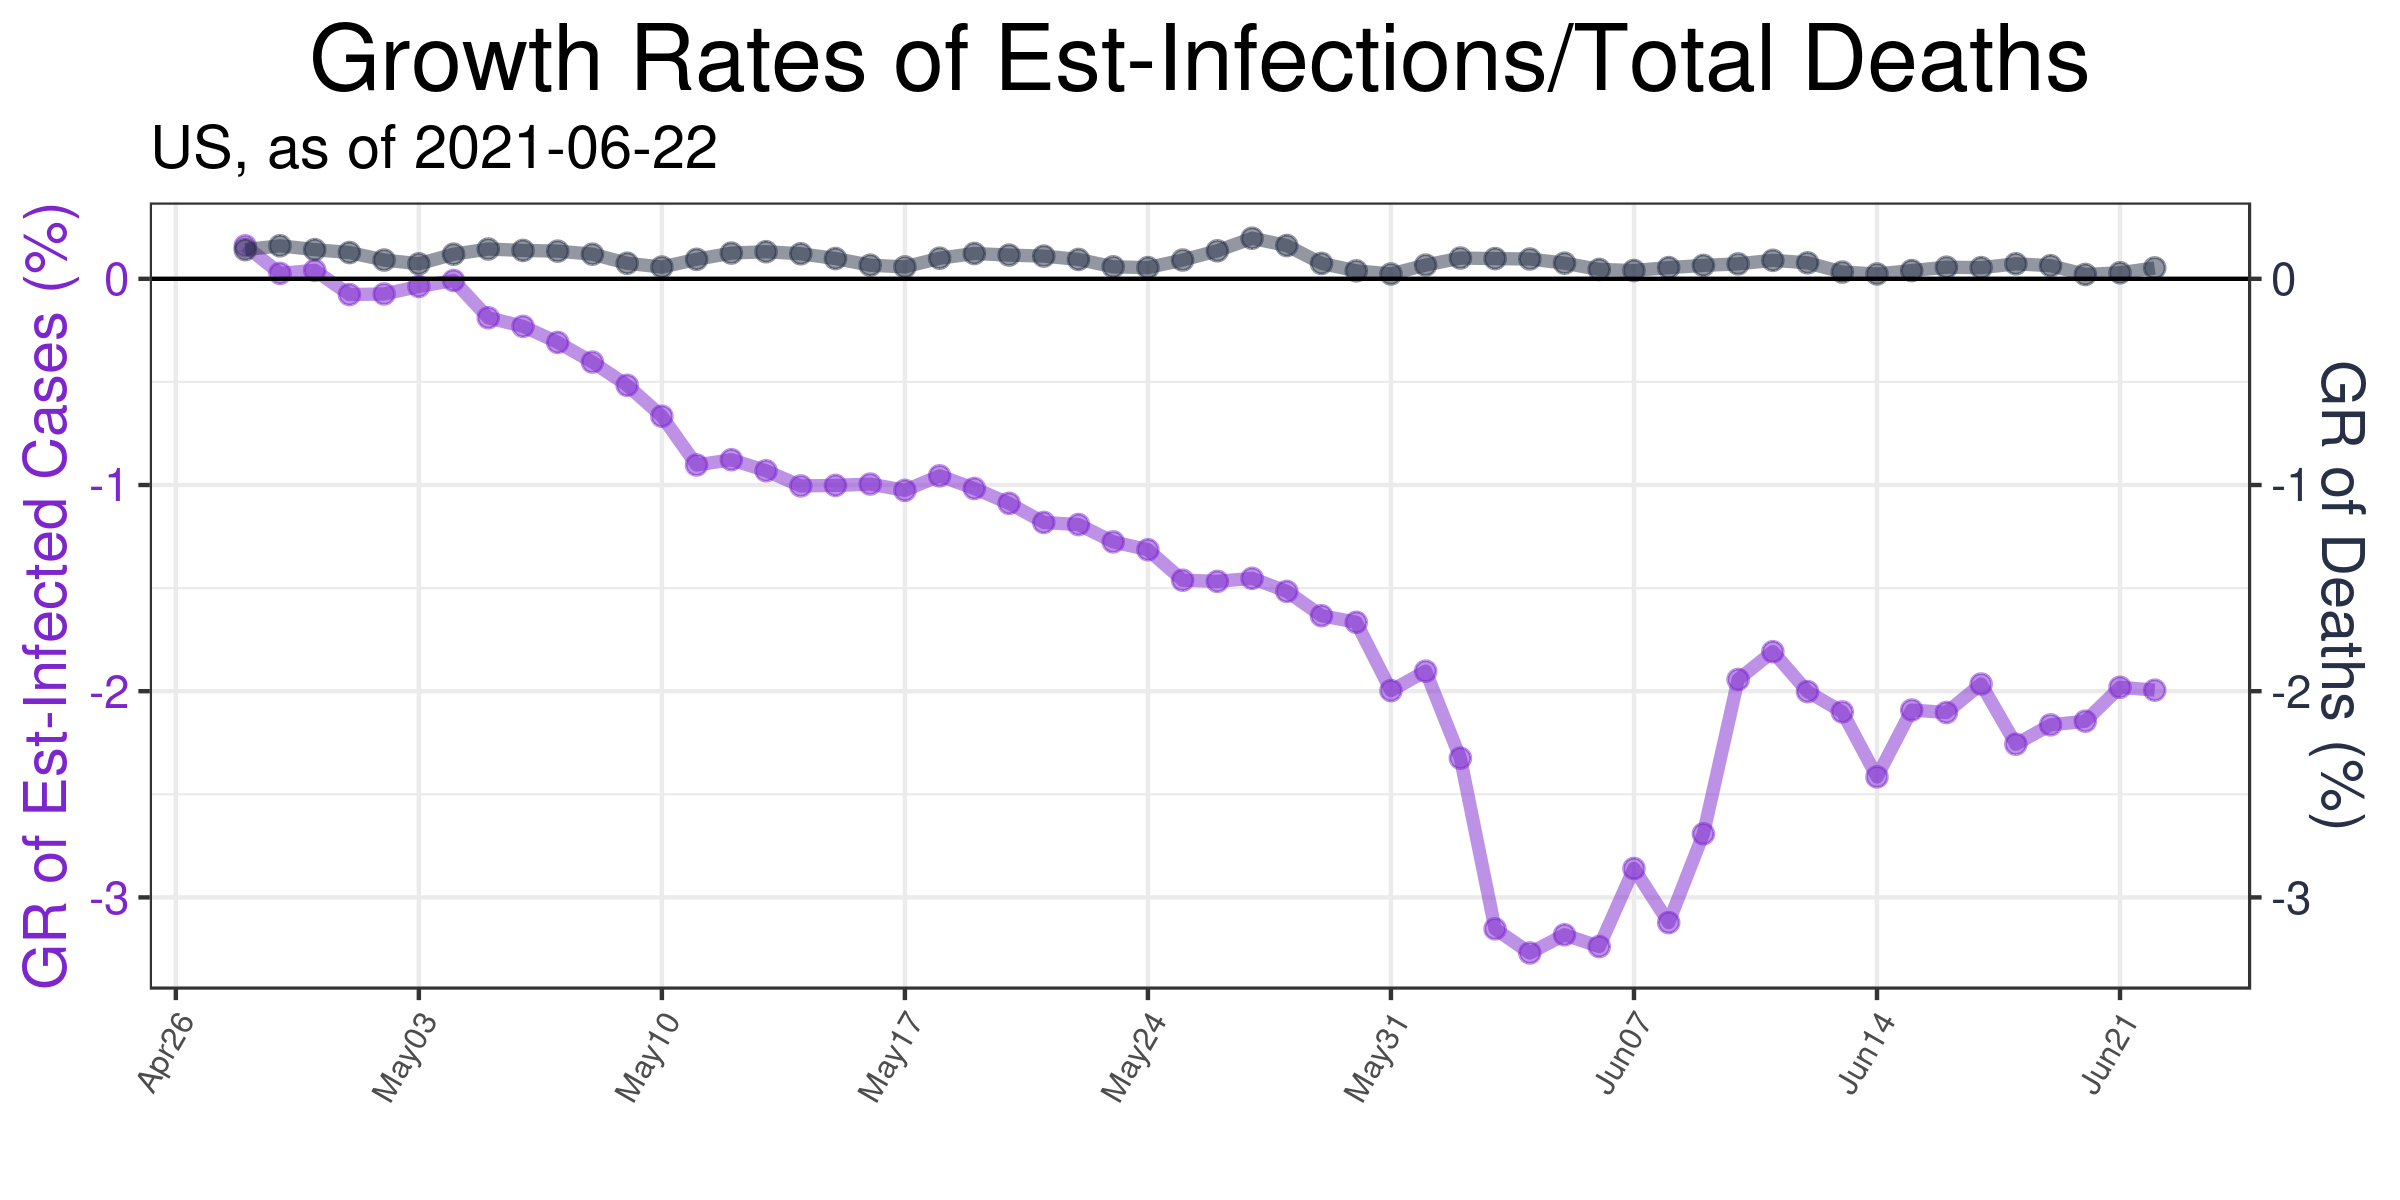 Growth Rates of Est-Infections/Total Deaths
US, as of 2021-06-22
GR of Est-Infected Cases (%)
0
-1
-2
-3
0
-1
-2
-3
GR of Deaths (%)
Apr26
May03
May10
May17
May24
May31
Jun07
Jun14
Jun21